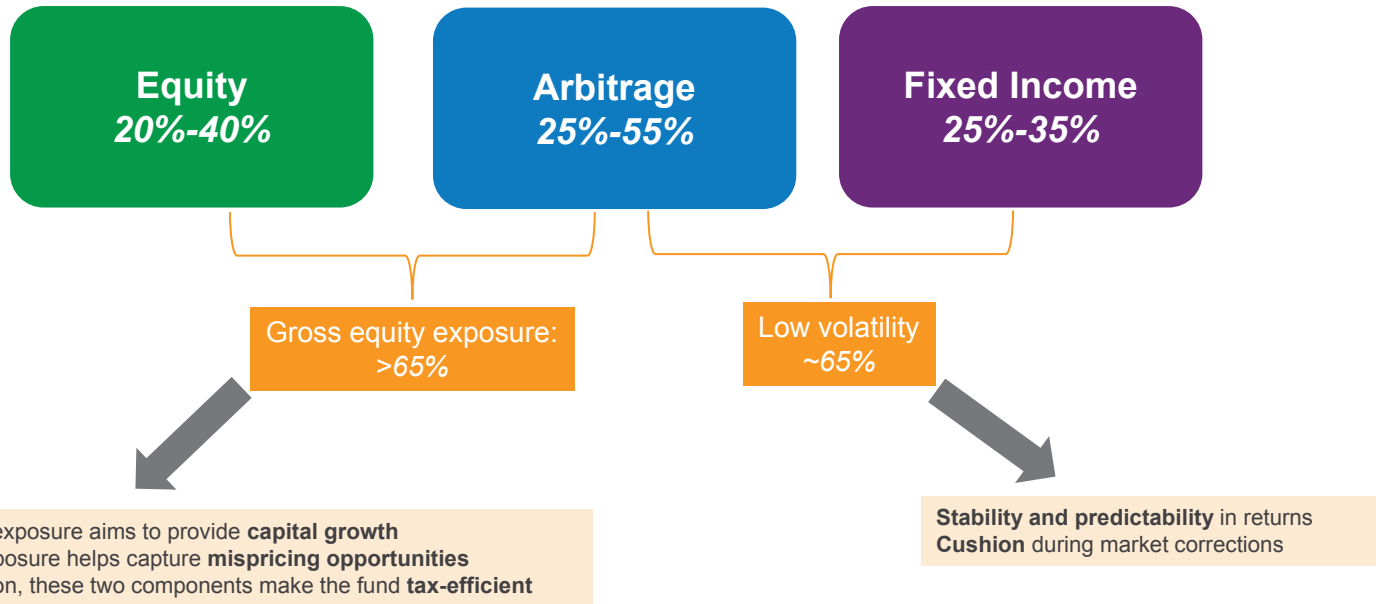 Equity
20%-40%
Arbitrage
25%-55%
Fixed Income
25%-35%
Gross equity exposure:
>65%
Low volatility
~65%
exposure aims to provide capital growth
posure helps capture mispricing opportunities
on, these two components make the fund tax-efficient
Stability and predictability in returns
Cushion during market corrections